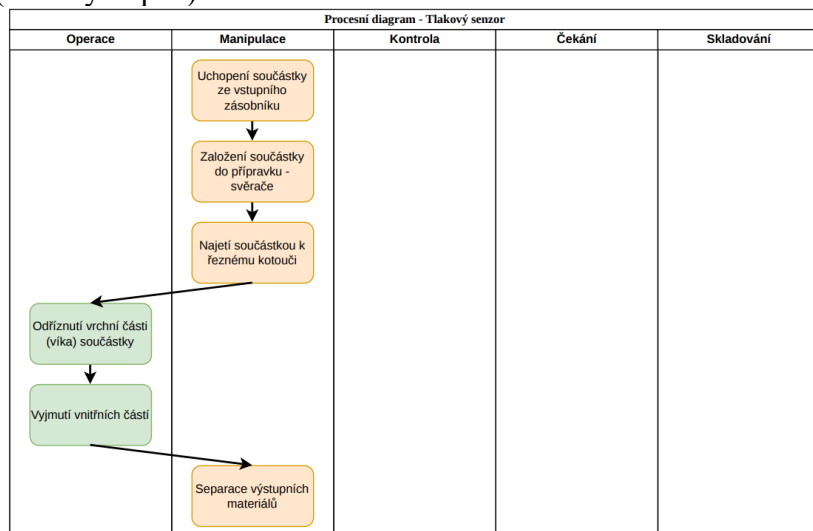 Procesní diagram - Tlakový senzor
Operace
Manipulace
Kontrola
Čekání
Skladování
Uchopení součástky
ze vstupního
zásobníku
Založení součástky
do přípravku -
svěrače
Najetí součástkou k
řeznému kotouči
Odříznutí vrchní části
(víka) součástky
Vyjmutí vnitřních částí
Separace výstupních
materiálů